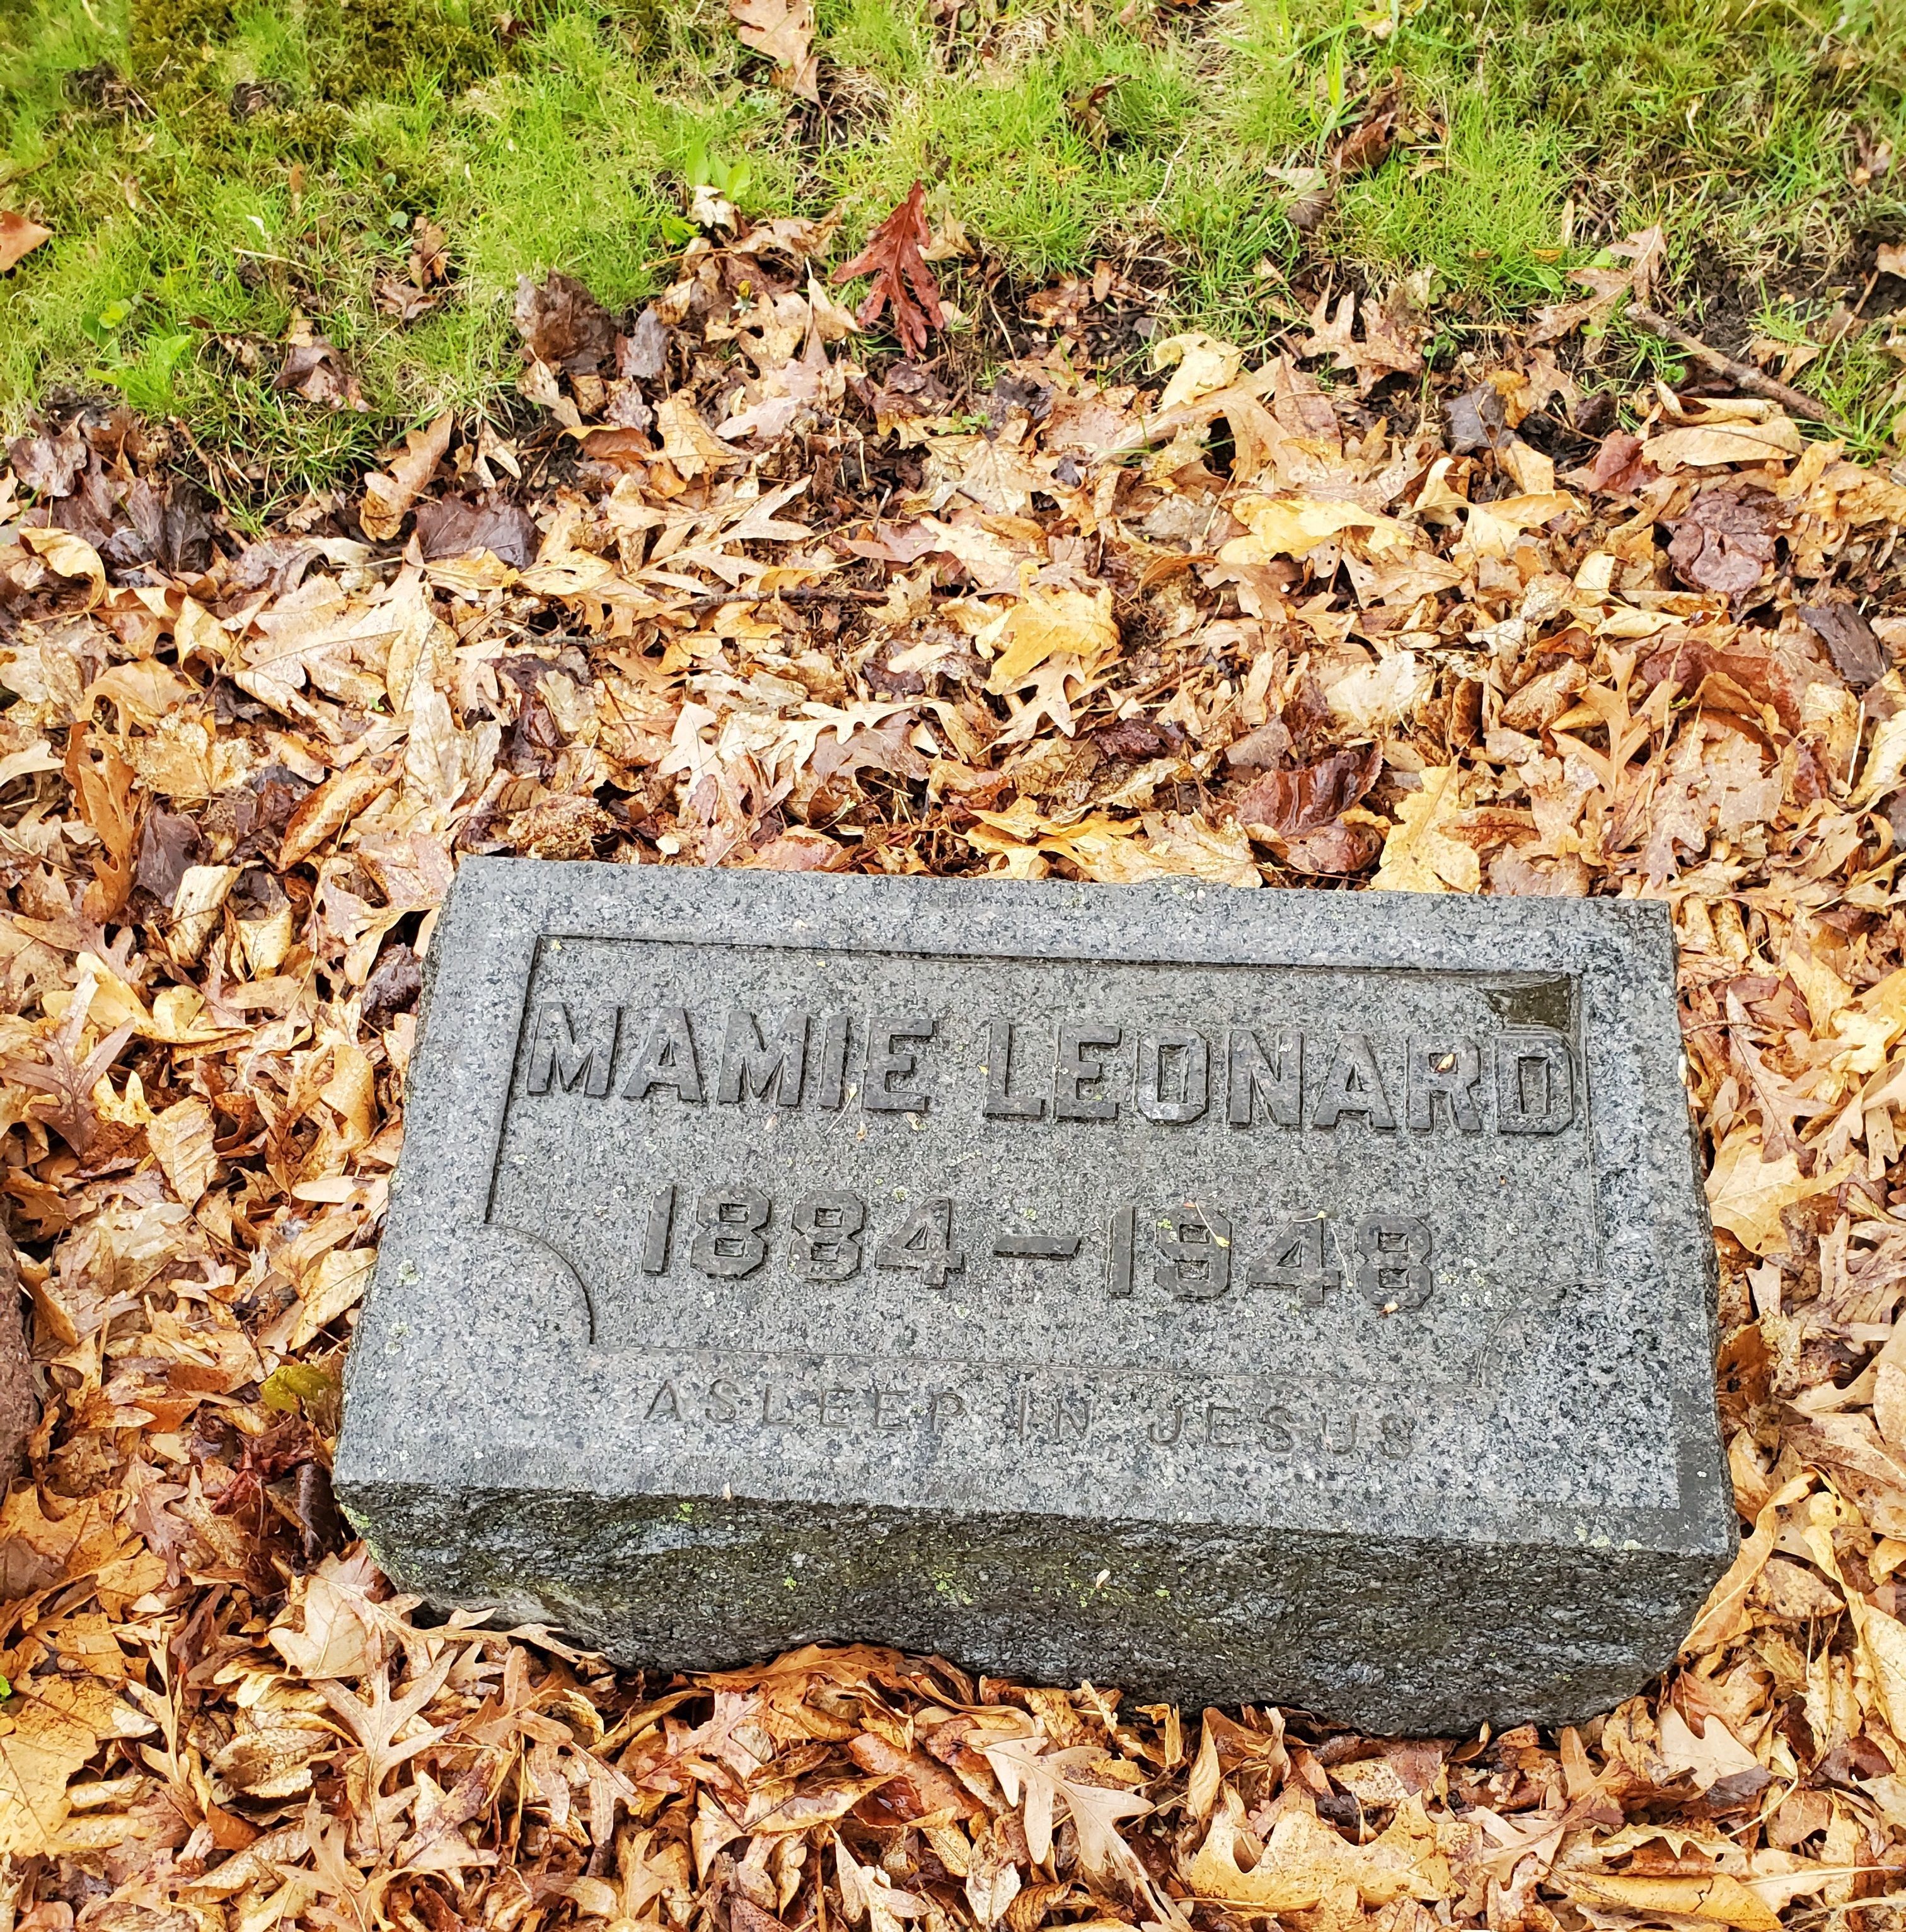 MAMIE LEONARD
1884-1948
ASLEEP IN JESUS